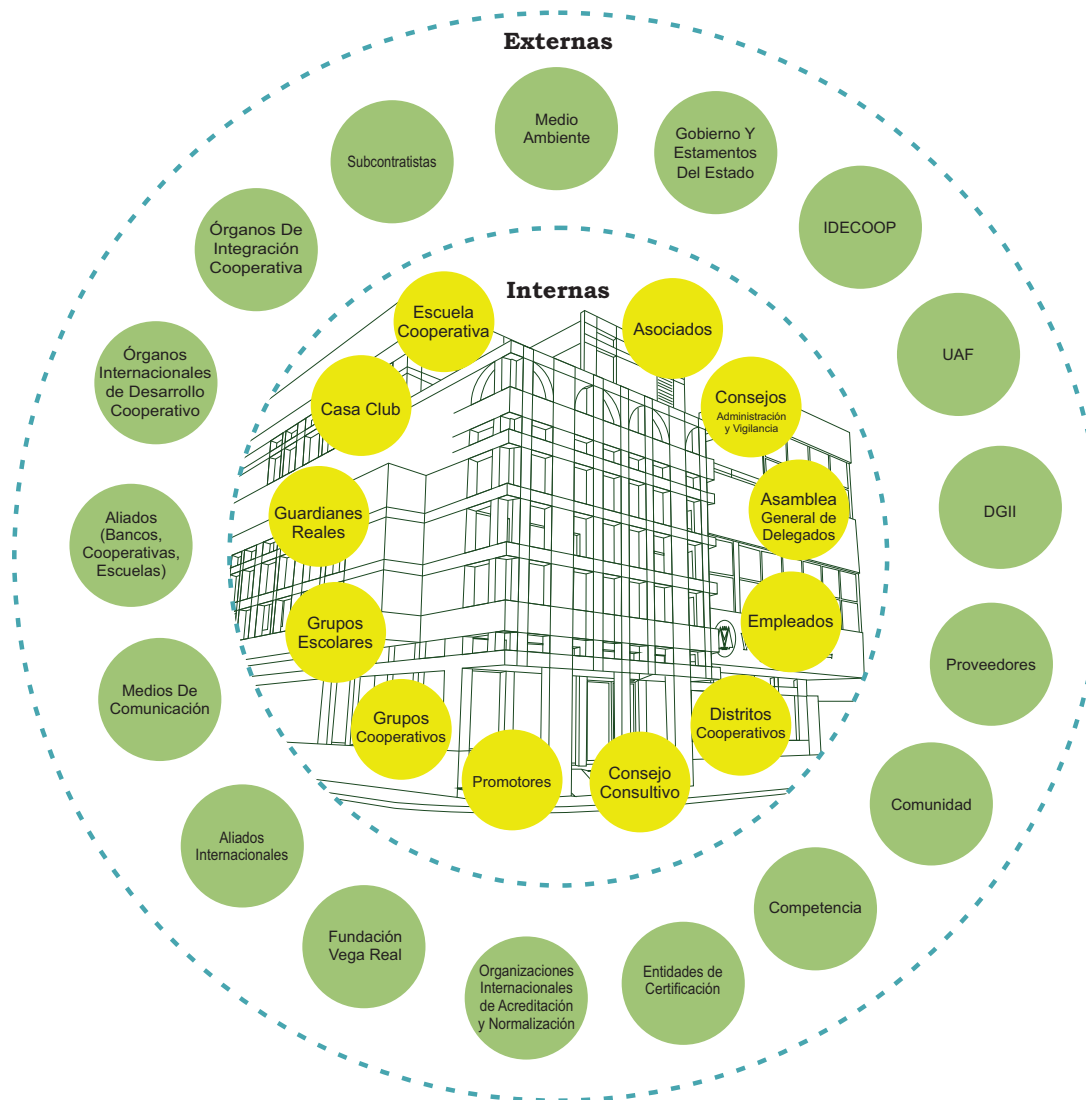 Externas
Medio
Ambiente
Gobierno Y
Estamentos
Del Estado
IDECOOP
UAF
DGII
Proveedores
Comunidad
Competencia
Entidades de
Certificación
Organizaciones
Internacionales
de Acreditación
y Normalización
Fundación
Vega Real
Aliados
Internacionales
Medios De
Comunicación
Aliados
(Bancos,
Cooperativas,
Escuelas)
Órganos
Internacionales
de Desarrollo
Cooperativo
Órganos De
Integración
Cooperativa
Subcontratistas
Internas
Asociados
Consejos
Administración
y Vigilancia
Asamblea
General de
Delegados
Empleados
Distritos
Cooperativos
Consejo
Consultivo
Promotores
Grupos
Cooperativos
Grupos
Escolares
Guardianes
Reales
Casa Club
Escuela
Cooperativa